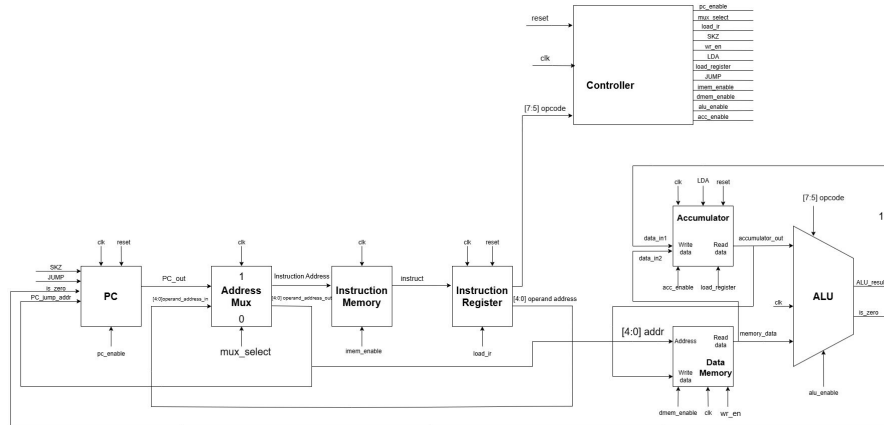 reset
clk
[7:5] opcode
Controller
pc_enable
mux_select
load_ir
SKZ
wr_en
LDA
load_register
JUMP
imem_enable
dmem_enable
alu_enable
acc_enable
SKZ
JUMP
is_zero
PC_jump_addr
clk
reset
PC
pc_enable
PC_out
[4:0]operand_address_in
clk
1
Address
Mux
0
mux_select
Instruction Address
[4:0] operand_address_out
clk
Instruction
Memory
imem_enable
instruct
clk
reset
Instruction
Register
load_ir
[4:0] operand address
clk
LDA
reset
data_in1
data_in2
Accumulator
Write
data
Read
data
acc_enable
load_register
accumulator_out
[4:0] addr
Address
Read
data
Data
Memory
Write
data
dmem_enable
clk
wr_en
memory_data
[7:5] opcode
clk
ALU
alu_enable
ALU_result
is_zero
1